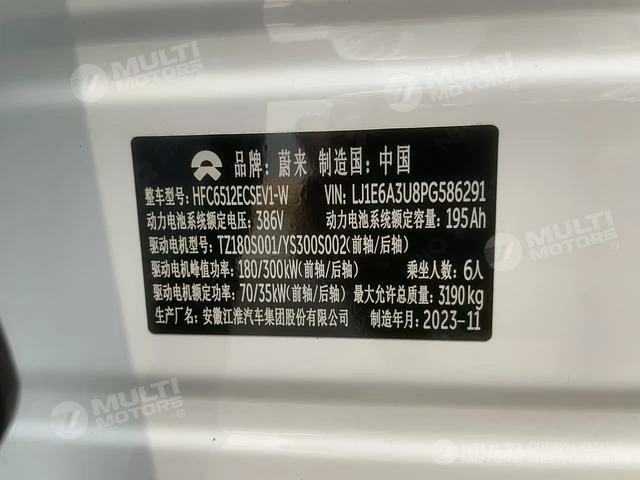 MULTI MOTORS
MULTI MOTORS
品牌: 蔚来 制造国: 中国
整车型号: HFC6512ECSEV1-W VIN: LJ1E6A3U8PG586291
动力电池系统额定电压: 386V 动力电池系统额定容量: 195Ah
驱动电机型号: TZ180S001/YS300S002(前轴/后轴)
驱动电机峰值功率: 180/300kW(前轴/后轴) 乘坐人数: 6人
驱动电机额定功率: 70/35kW(前轴/后轴) 最大允许总质量: 3190kg
生产厂名: 安徽江淮汽车集团股份有限公司 制造年月: 2023-11
MULTI MOTORS
MULTI MOTORS